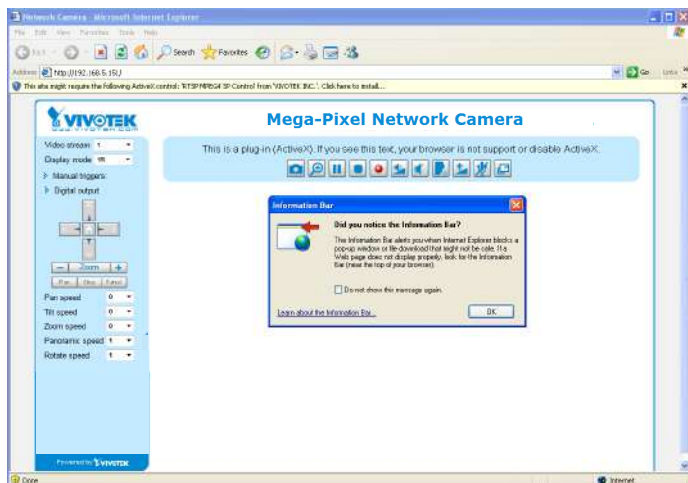 Network Camera - Microsoft Internet Explorer
File Edit View Favorites Tools Help
Search Favorites
Address http://192.168.5.151/ Go Links
This site might require the following ActiveX control: 'RTSP MPEG4 SP Control' from 'VIVOTEK INC.'. Click here to install...
VIVOTEK
www.vivotek.com
Mega-Pixel Network Camera
Video stream 1
Display mode
Manual triggers
Digital output
This is a plug-in (ActiveX). If you see this text, your browser is not support or disable ActiveX.
Zoom
Pan Stop Patrol
Pan speed 0
Tilt speed 0
Zoom speed 0
Panoramic speed 1
Rotate speed 1
Powered by VIVOTEK
Information Bar
Did you notice the Information Bar?
The Information Bar alerts you when Internet Explorer blocks a
pop-up window or file download that might not be safe. If a
Web page does not display properly, look for the Information
Bar (near the top of your browser).
Do not show this message again.
Learn about the Information Bar...
OK
Done Internet